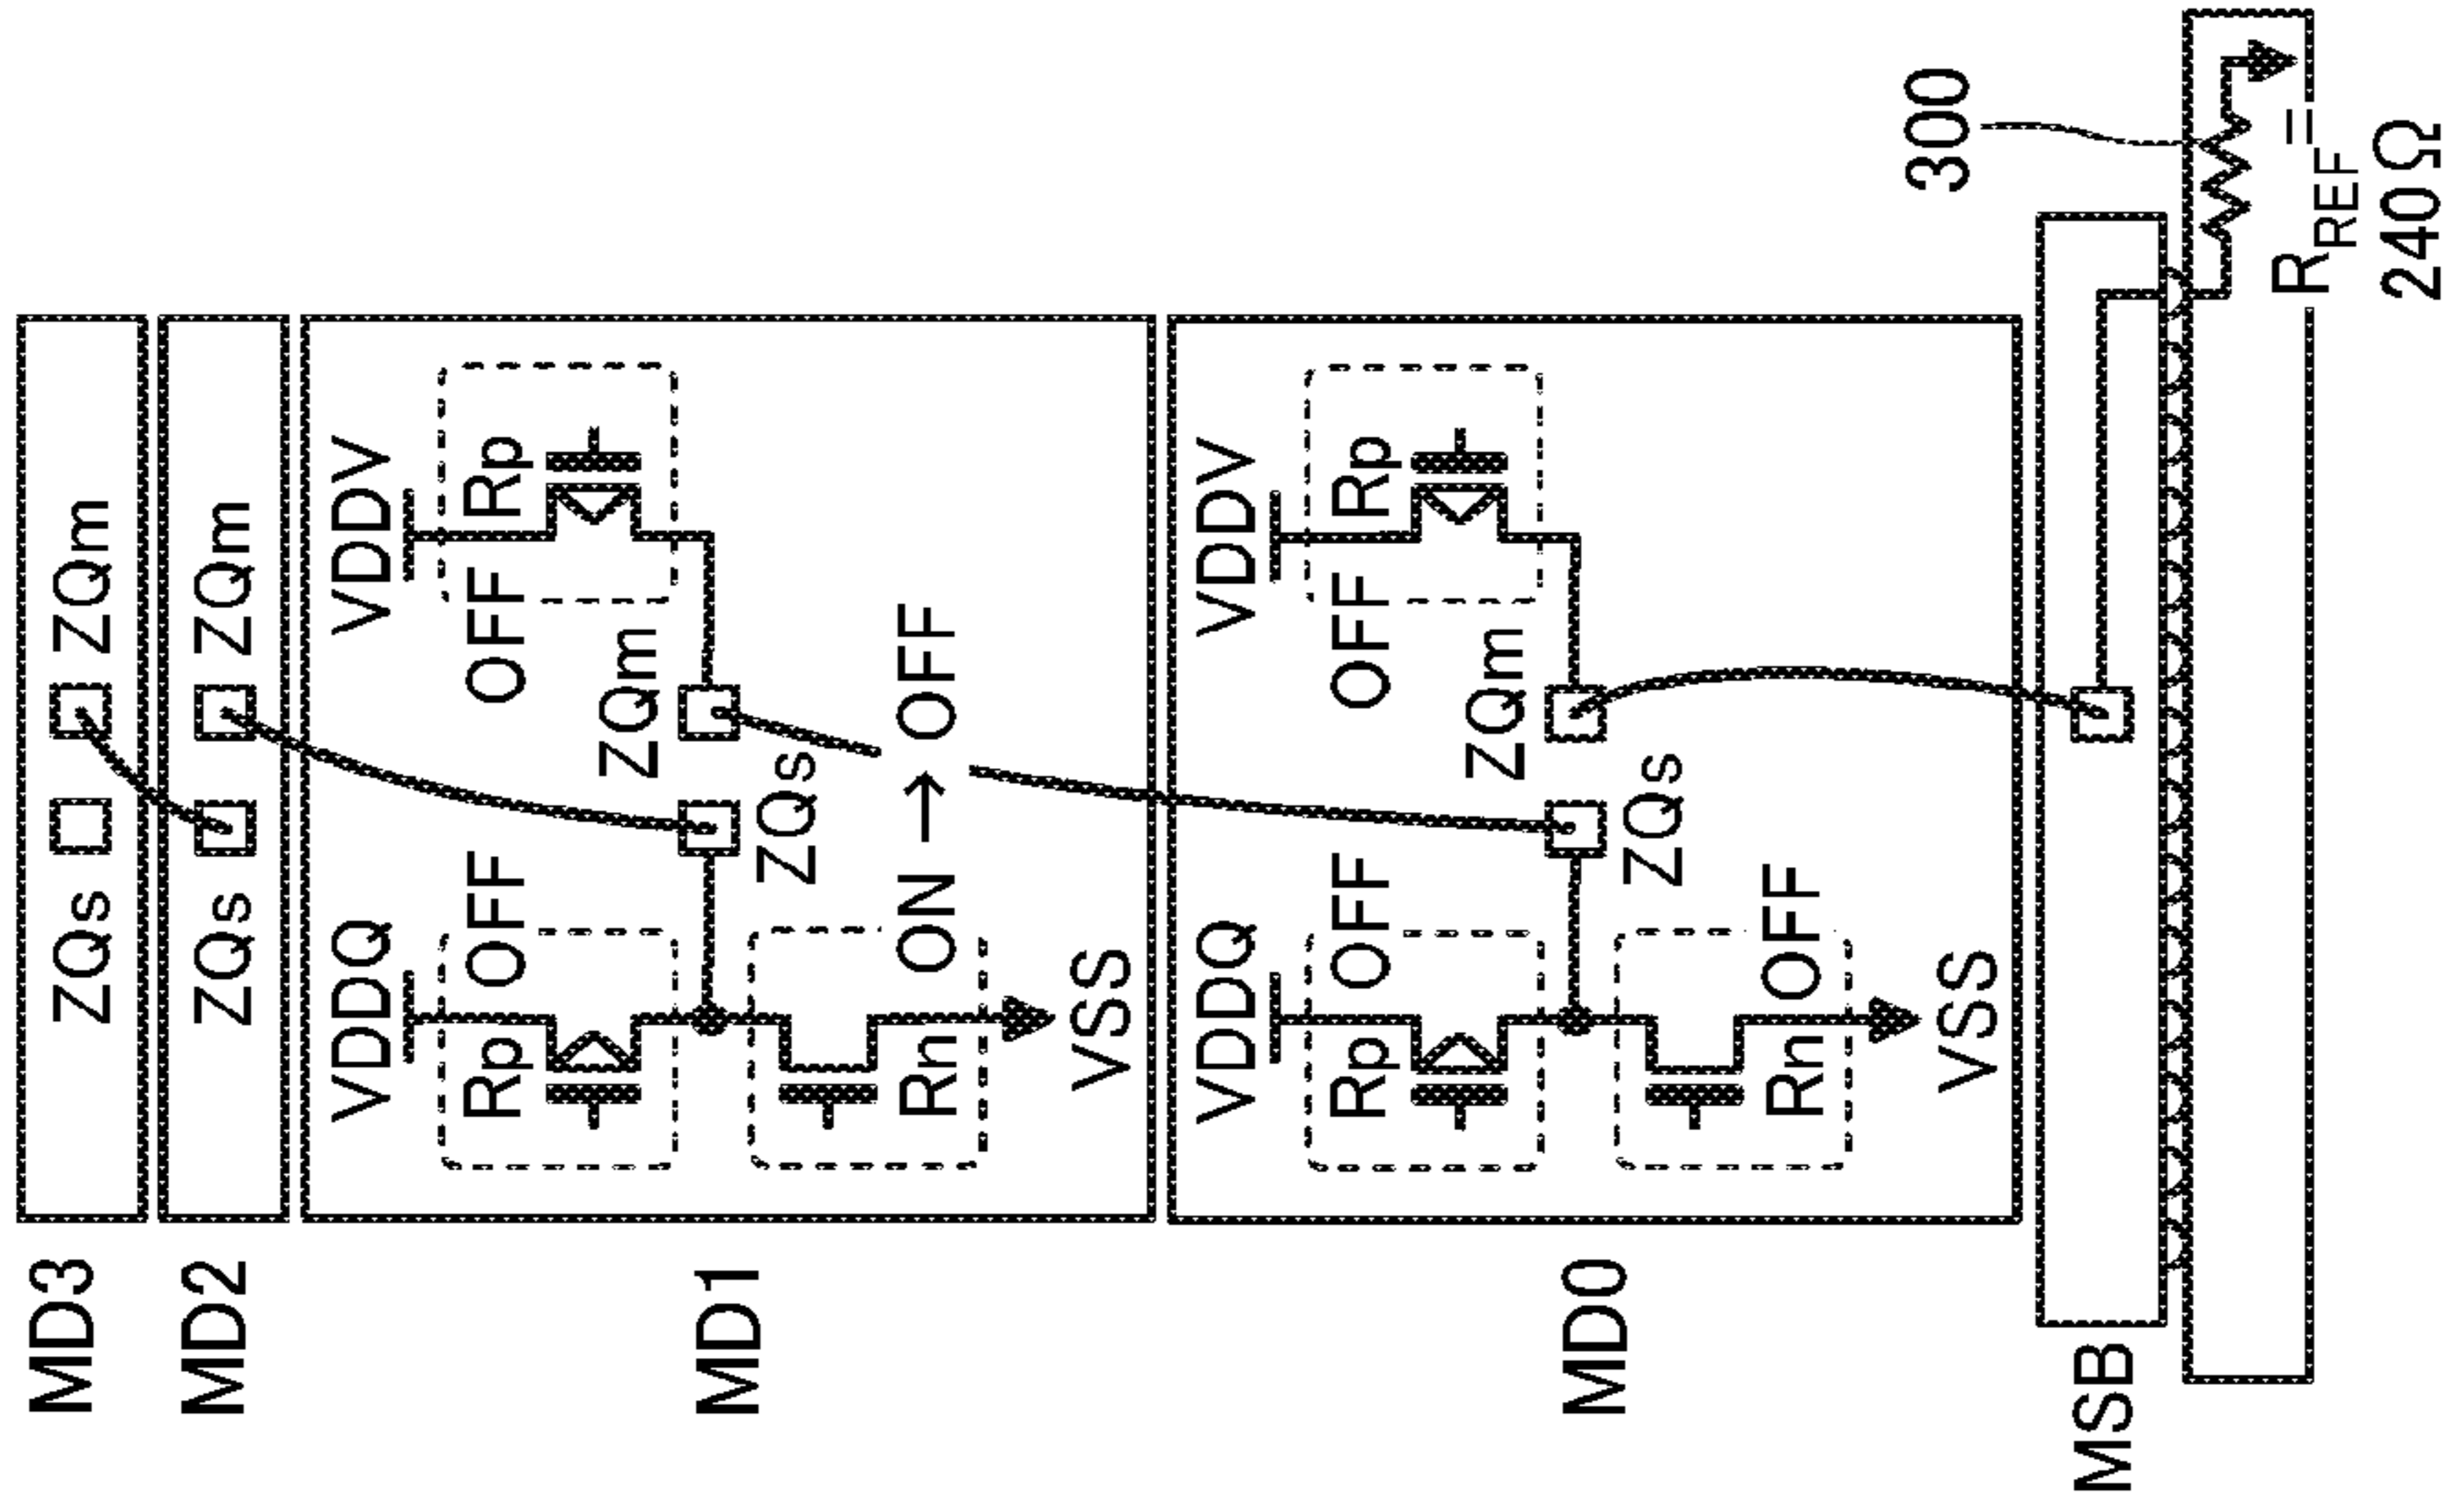 MD3
ZQs
ZQm
MD2
ZQs
ZQm
MD1
VDDQ
VDDV
Rp
OFF
OFF
Rp
ZQm
ZQs
Rn
ON → OFF
VSS
MD0
VDDQ
VDDV
Rp
OFF
OFF
Rp
ZQm
ZQs
Rn
OFF
VSS
MSB
300
RREF =
240Ω